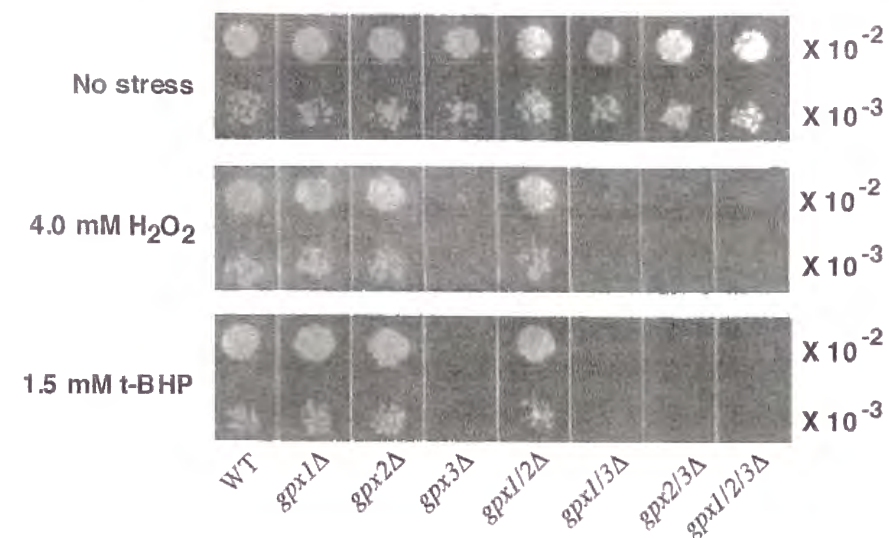 No stress
X 10-2
X 10-3
4.0 mM H2O2
X 10-2
X 10-3
1.5 mM t-BHP
X 10-2
X 10-3
WT
gpx1Δ
gpx2Δ
gpx3Δ
gpx1/2Δ
gpx1/3Δ
gpx2/3Δ
gpx1/2/3Δ